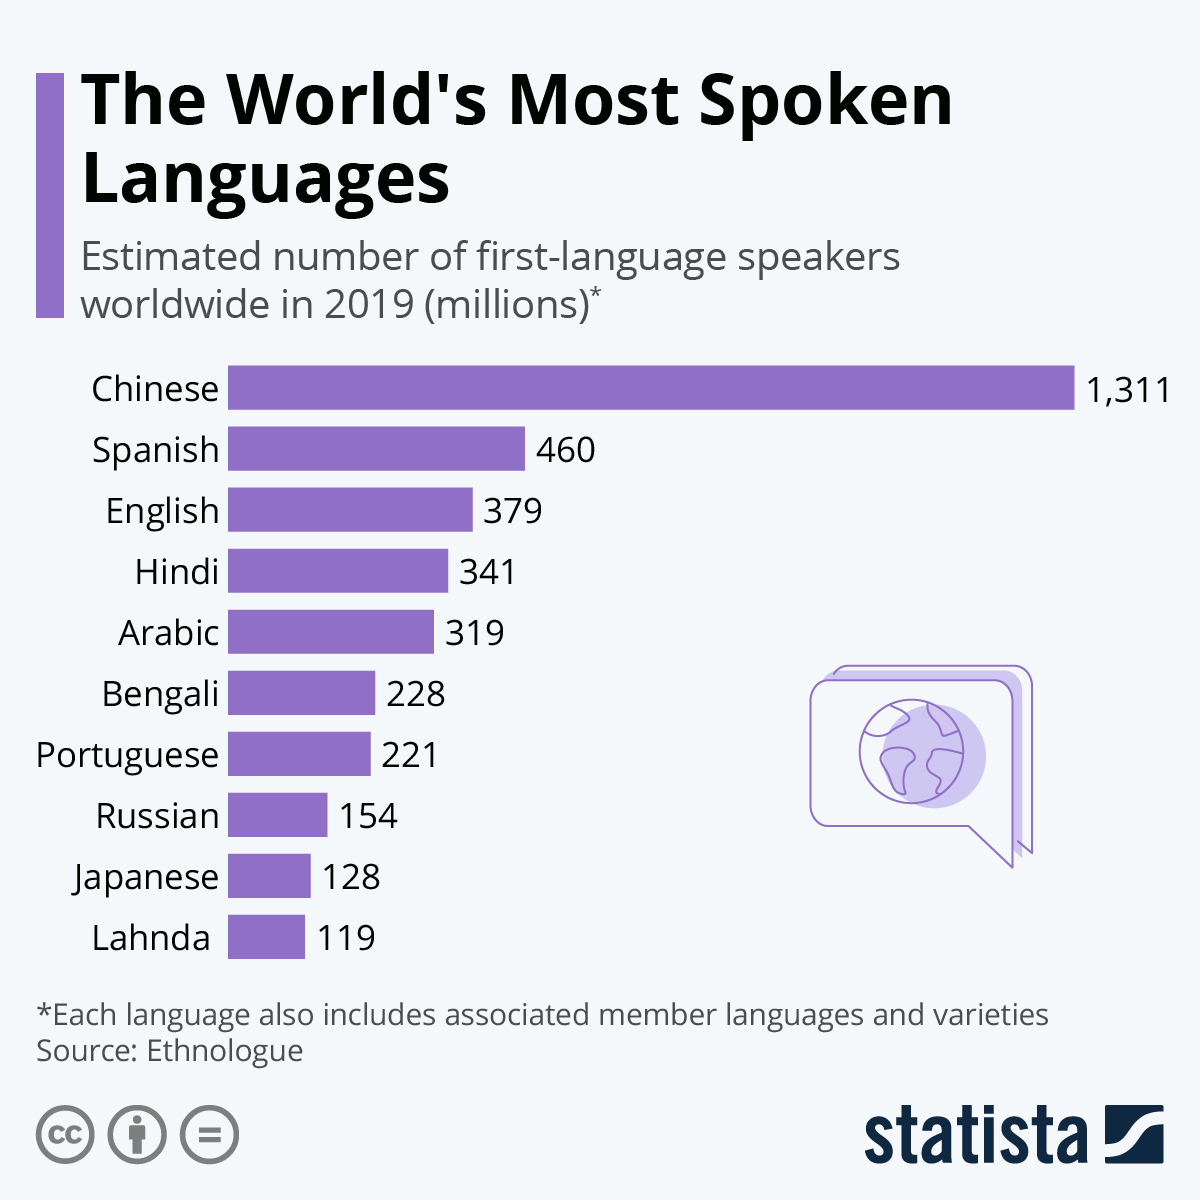 The World's Most Spoken
Languages
Estimated number of first-language speakers
worldwide in 2019 (millions)*
Chinese 1,311
Spanish 460
English 379
Hindi 341
Arabic 319
Bengali 228
Portuguese 221
Russian 154
Japanese 128
Lahnda 119
*Each language also includes associated member languages and varieties
Source: Ethnologue
cc =
statista